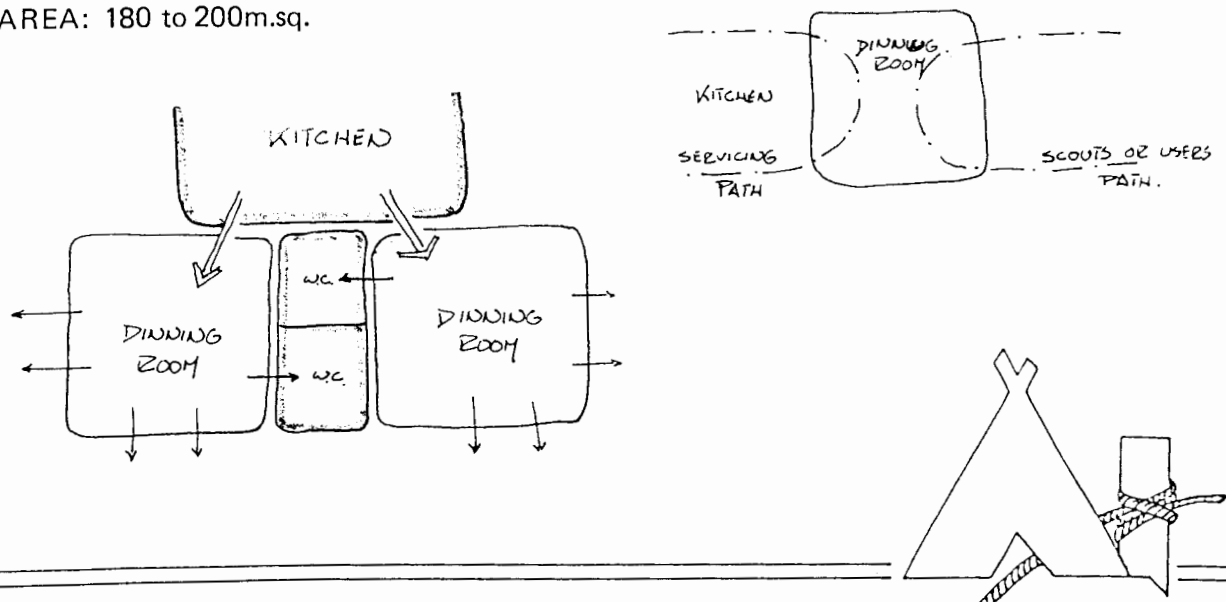 AREA: 180 to 200m.sq.
DINNING
ROOM
KITCHEN
SERVICING
PATH
SCOUTS OR USERS
PATH.
KITCHEN
W.C.
DINNING
ROOM
DINNING
ROOM
W.C.